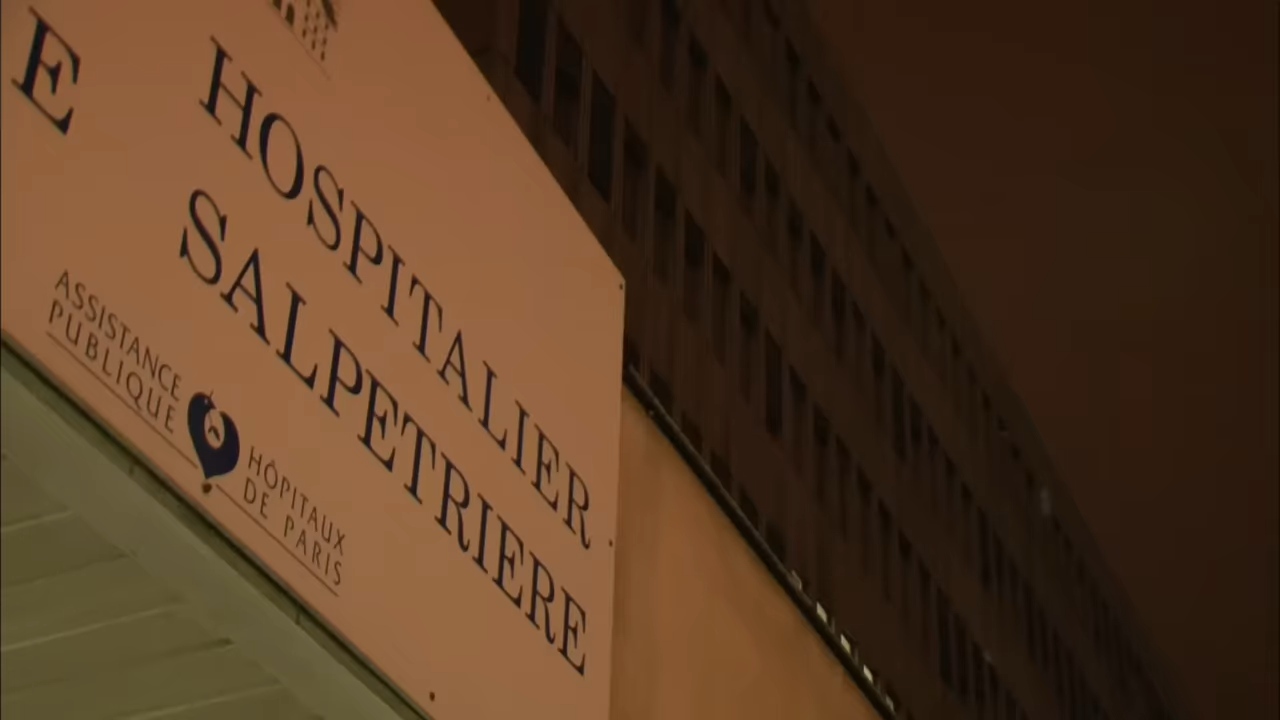 E HOSPITALIER
SALPETRIERE
ASSISTANCE
PUBLIQUE
HÔPITAUX
DE PARIS